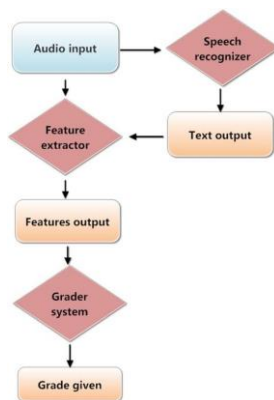 Audio input
Speech
recognizer
Feature
extractor
Text output
Features output
Grader
system
Grade given